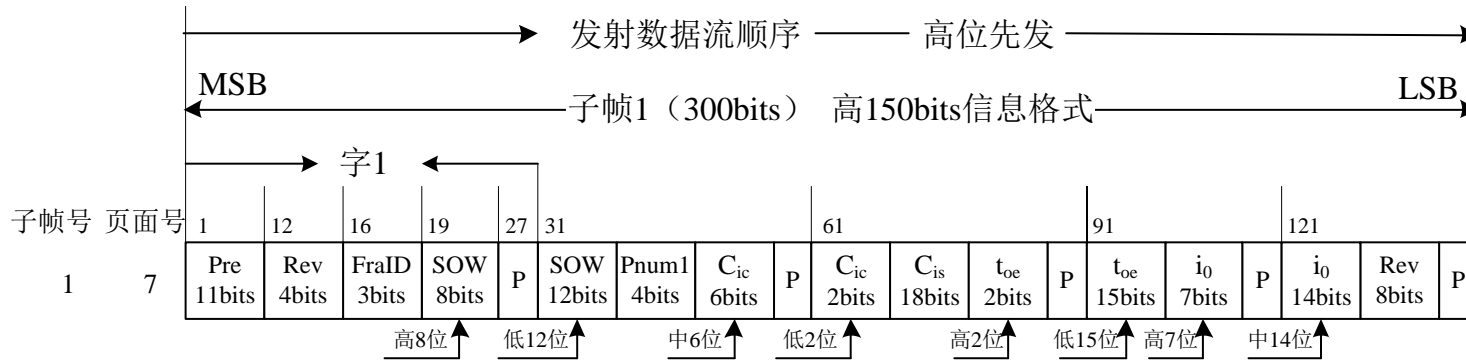 发射数据流顺序 高位先发
MSB LSB
子帧1（300bits） 高150bits信息格式
字1
子帧号 页面号 1 12 16 19 27 31 61 91 121
1 7 Pre 11bits Rev 4bits FraID 3bits SOW 8bits P SOW 12bits Pnum1 4bits Cic 6bits P Cic 2bits Cis 18bits toe 2bits P toe 15bits i0 7bits P i0 14bits Rev 8bits P
高8位 低12位 中6位 低2位 高2位 低15位 高7位 中14位